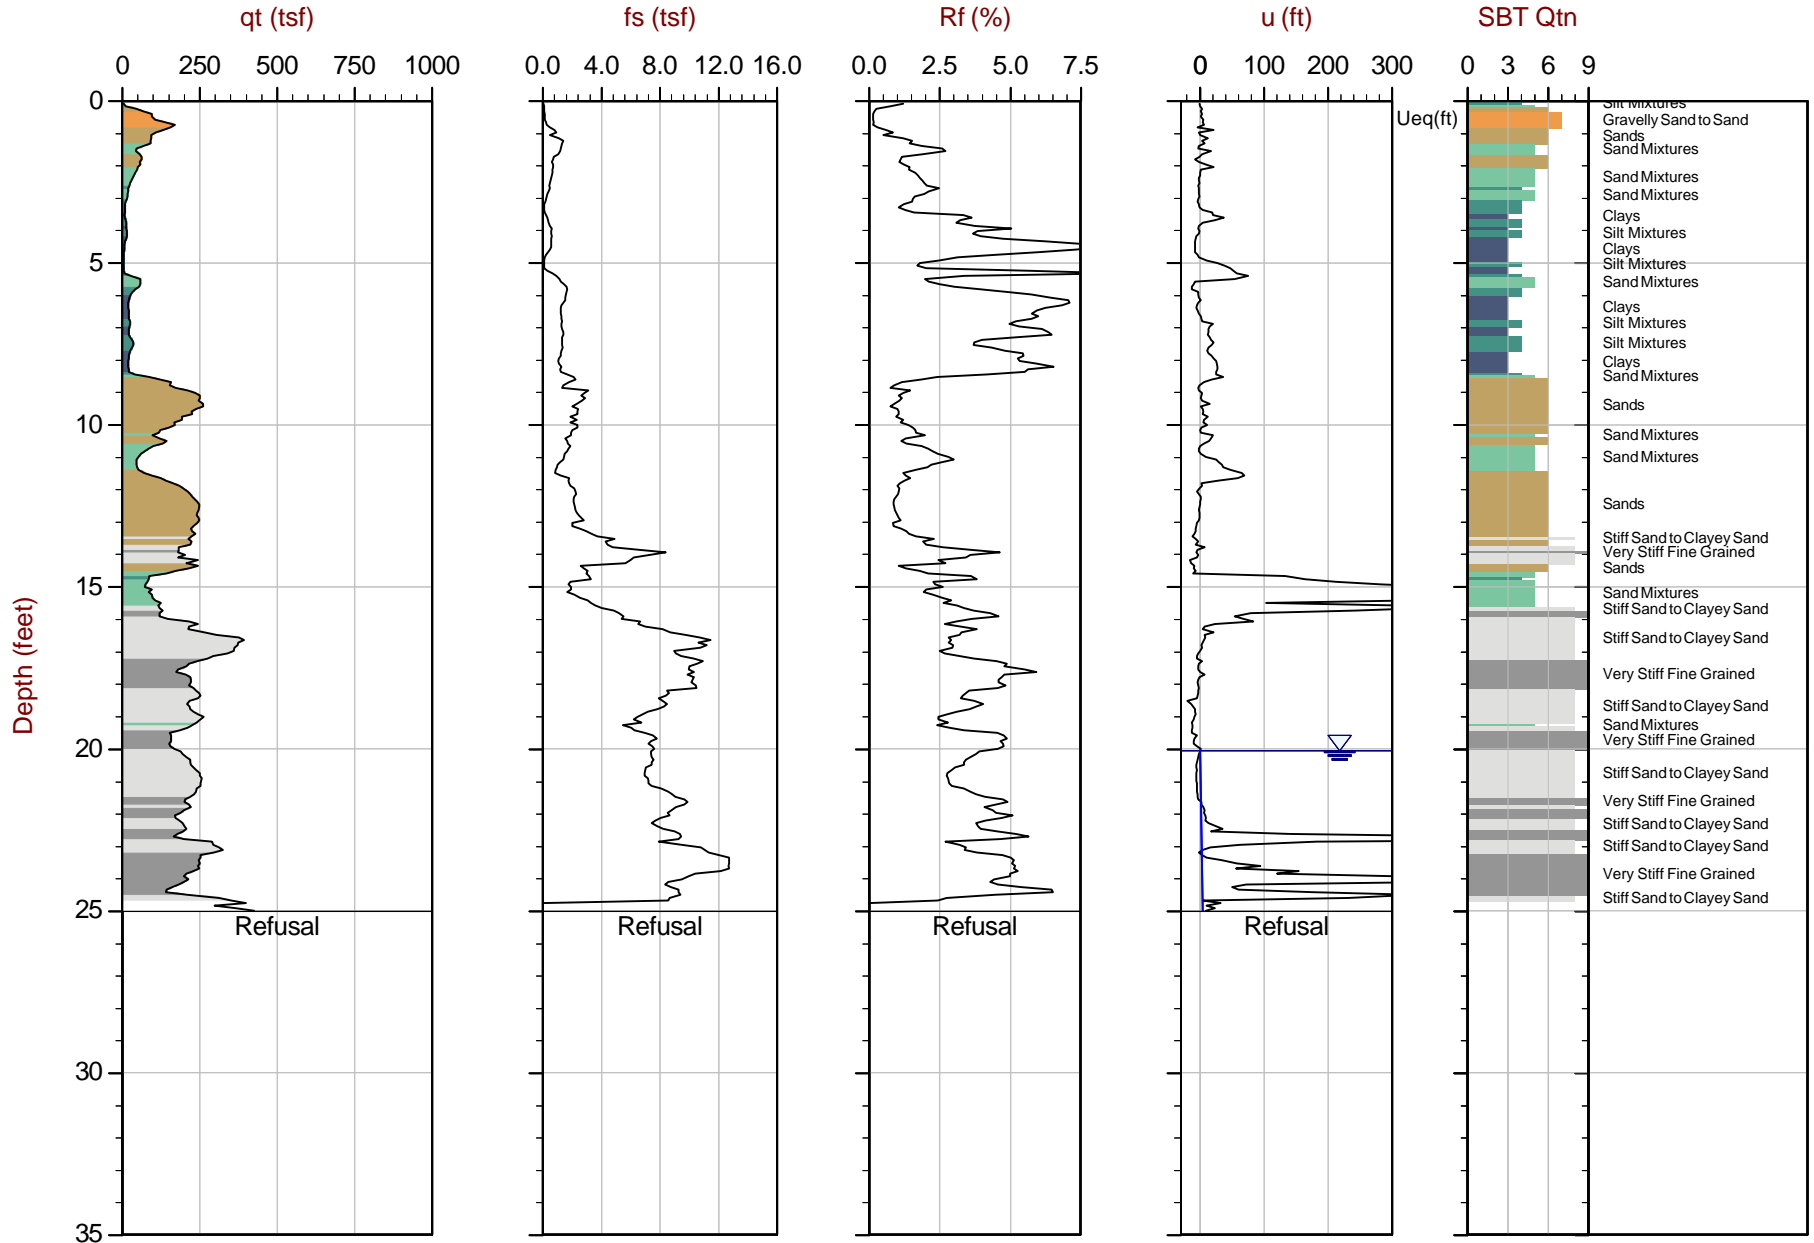 qt (tsf) fs (tsf) Rf (%) u (ft) SBT Qtn
0 250 500 750 1000 0.0 4.0 8.0 12.0 16.0 0.0 2.5 5.0 7.5 0 100 200 300 0 3 6 9
0
Silt Mixtures
Ueq(ft)
Gravelly Sand to Sand
Sands
Sand Mixtures
Sand Mixtures
Sand Mixtures
Clays
Silt Mixtures
Clays
5
Silt Mixtures
Sand Mixtures
Clays
Silt Mixtures
Silt Mixtures
Clays
Sand Mixtures
Sands
10
Sand Mixtures
Sand Mixtures
Sands
Stiff Sand to Clayey Sand
Very Stiff Fine Grained
Sands
15
Sand Mixtures
Stiff Sand to Clayey Sand
Stiff Sand to Clayey Sand
Depth (feet)
Very Stiff Fine Grained
Stiff Sand to Clayey Sand
Sand Mixtures
Very Stiff Fine Grained
20
Stiff Sand to Clayey Sand
Very Stiff Fine Grained
Stiff Sand to Clayey Sand
Stiff Sand to Clayey Sand
Very Stiff Fine Grained
Stiff Sand to Clayey Sand
25
Refusal Refusal Refusal Refusal
30
35